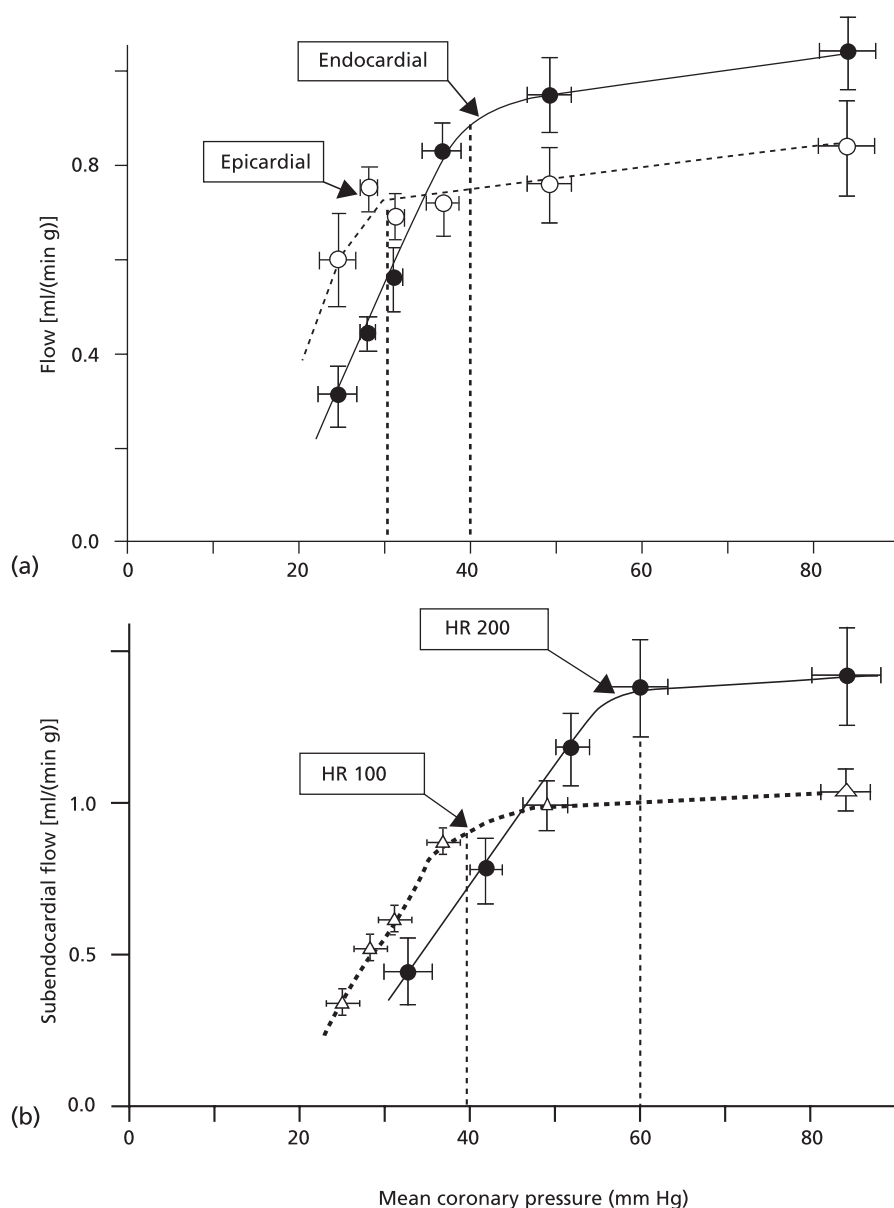 Endocardial
Epicardial
0.8
0.4
0.0
Flow [ml/(min g)]
(a)
0
20
40
60
80
HR 200
HR 100
1.0
0.5
0.0
Subendocardial flow [ml/(min g)]
(b)
0
20
40
60
80
Mean coronary pressure (mm Hg)